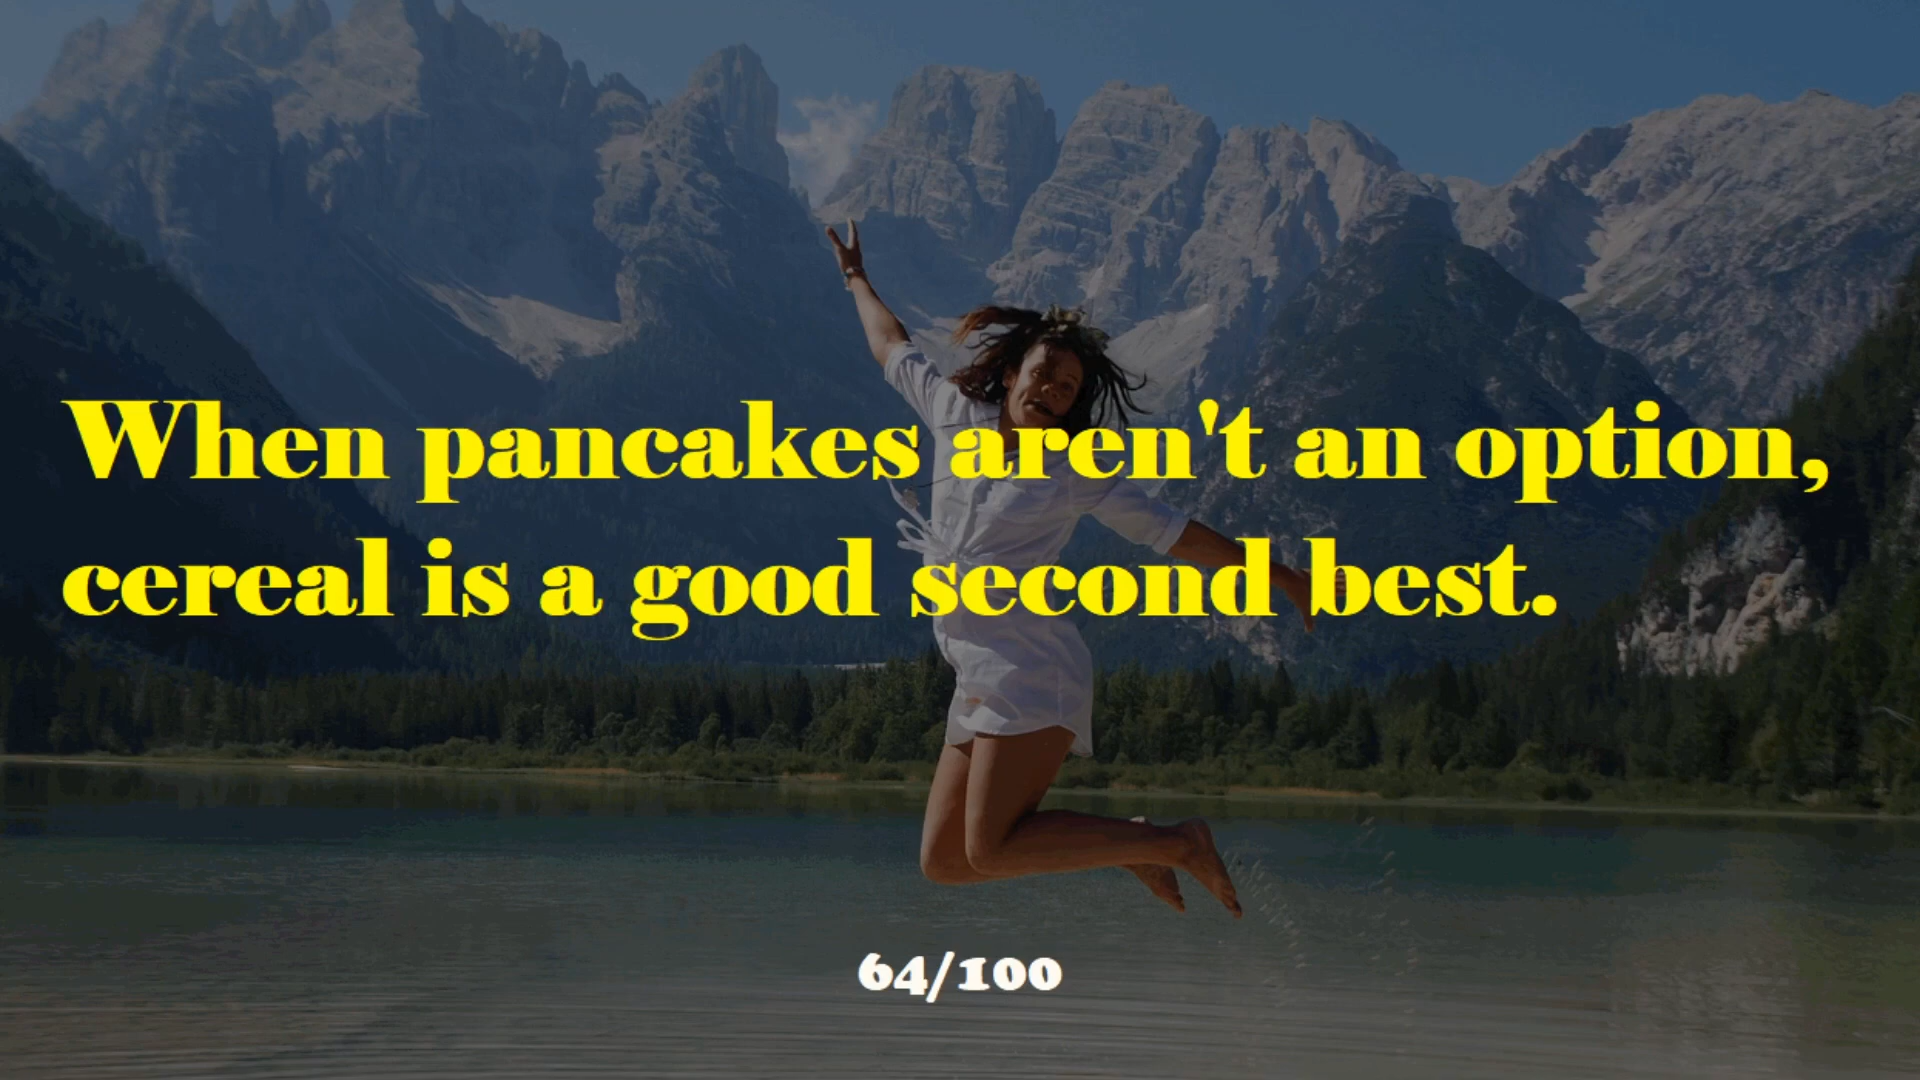 When pancakes aren't an option,
cereal is a good second best.
64/100